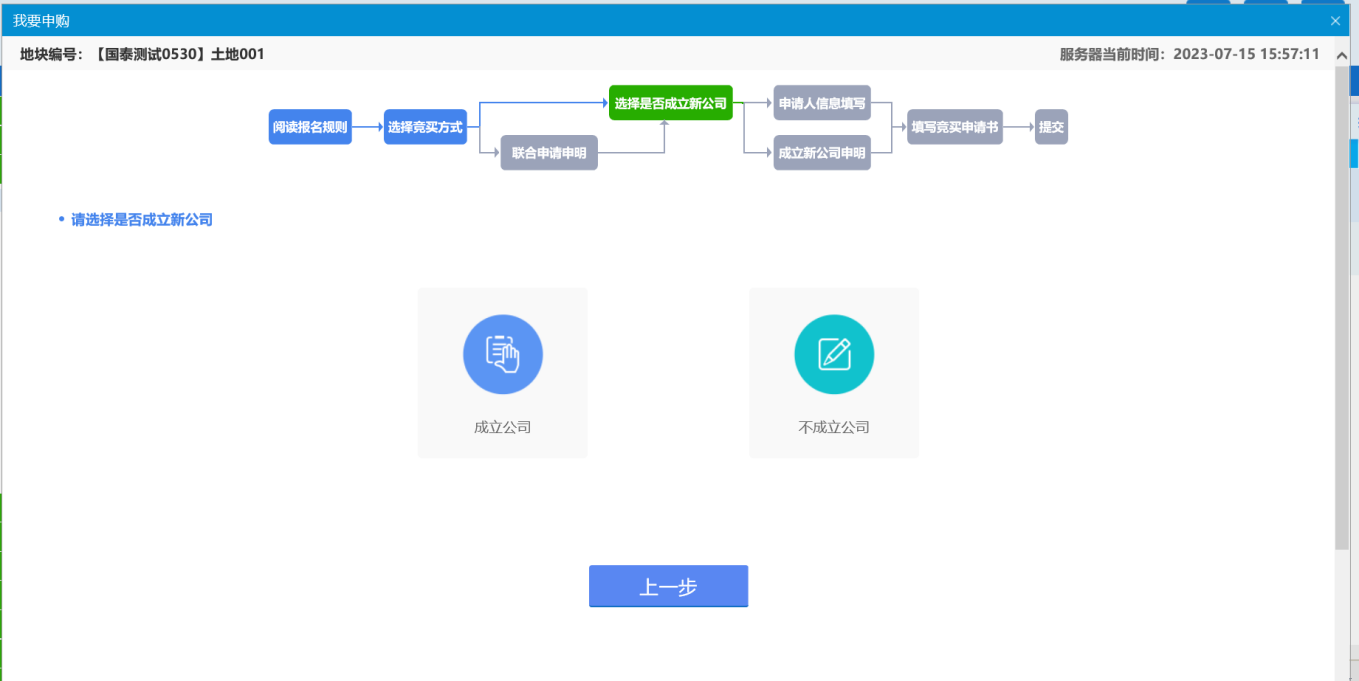 我要申购
地块编号：【国泰测试0530】土地001
服务器当前时间：2023-07-15 15:57:11
阅读报名规则
选择竞买方式
选择是否成立新公司
联合申请申明
申请人信息填写
成立新公司申明
填写竞买申请书
提交
• 请选择是否成立新公司
成立公司
不成立公司
上一步